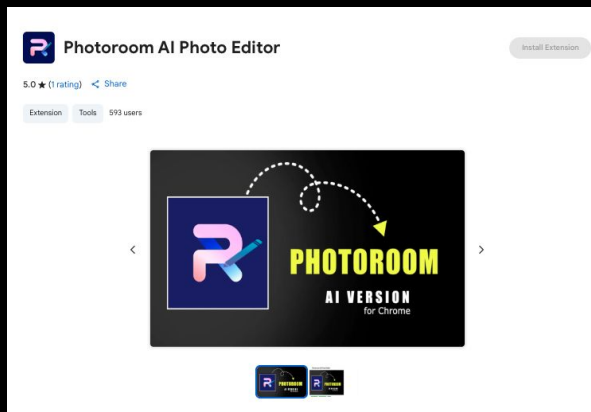 Photoroom AI Photo Editor
Install Extension
5.0 ★ (1 rating) Share
Extension Tools 593 users
PHOTOROOM
AI VERSION
for Chrome